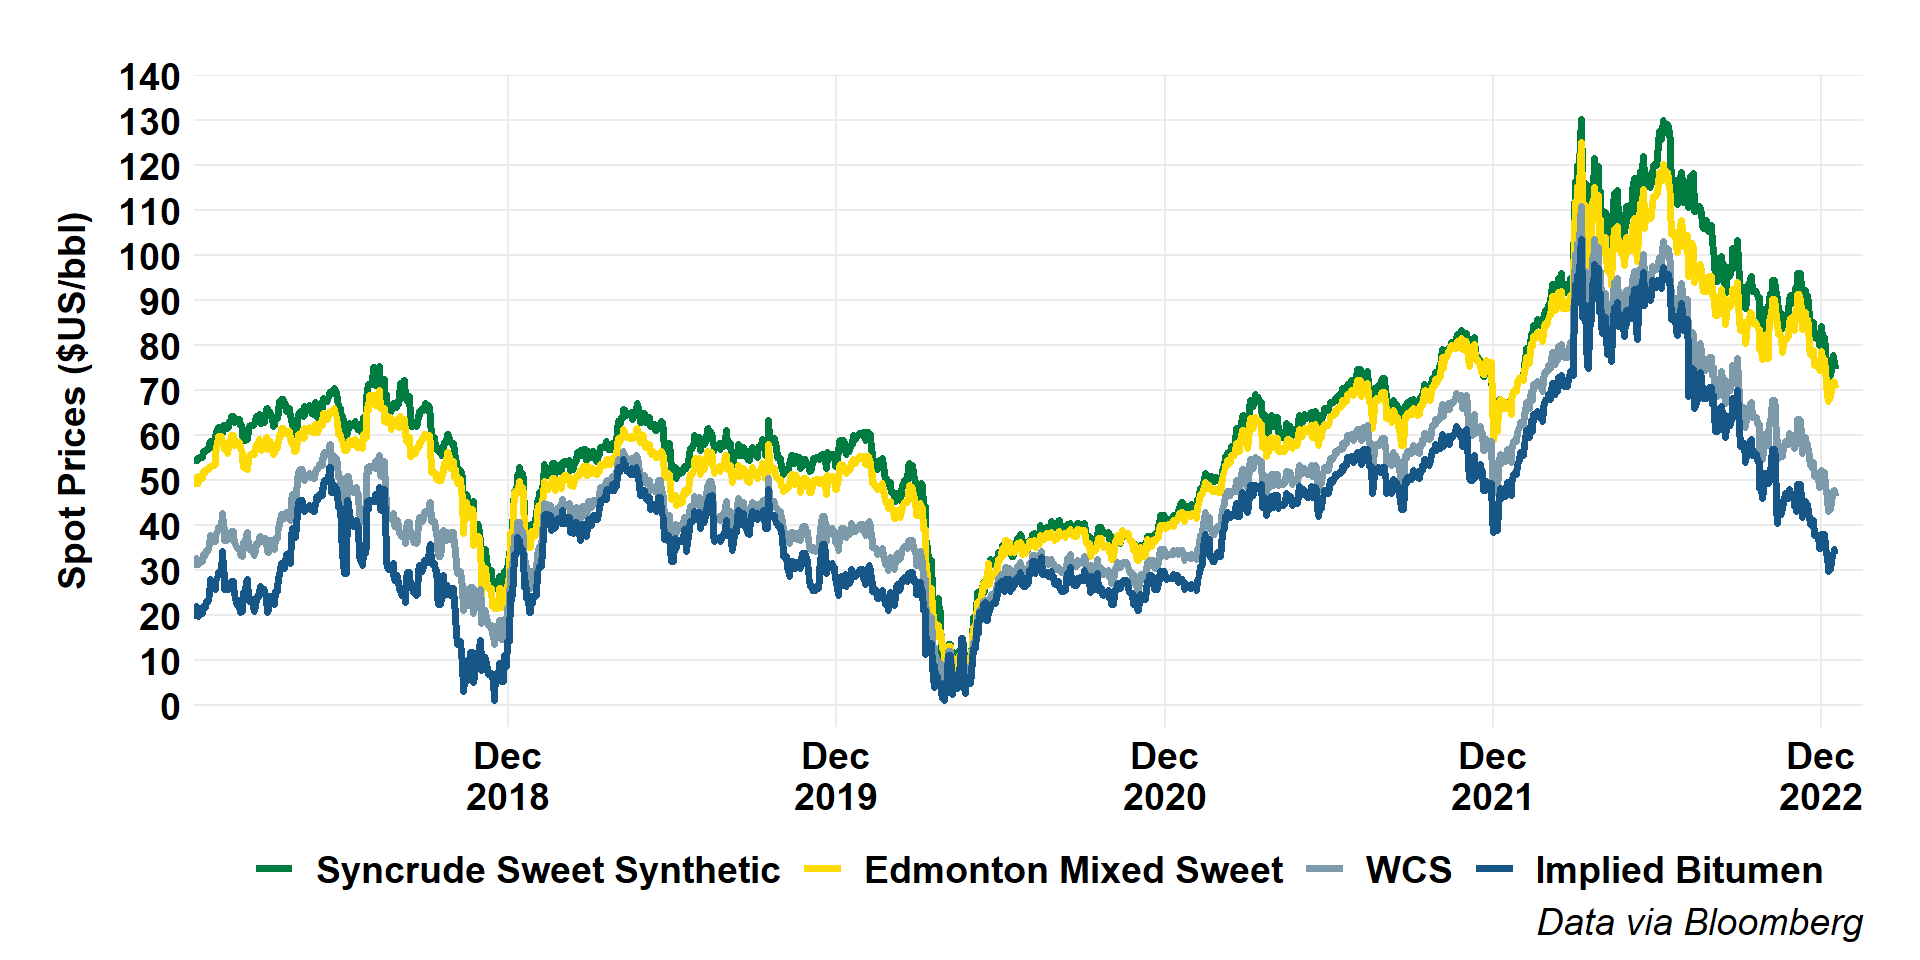 Spot Prices ($US/bbl)
140
130
120
110
100
90
80
70
60
50
40
30
20
10
0
Dec 2018
Dec 2019
Dec 2020
Dec 2021
Dec 2022
Syncrude Sweet Synthetic
Edmonton Mixed Sweet
WCS
Implied Bitumen
Data via Bloomberg